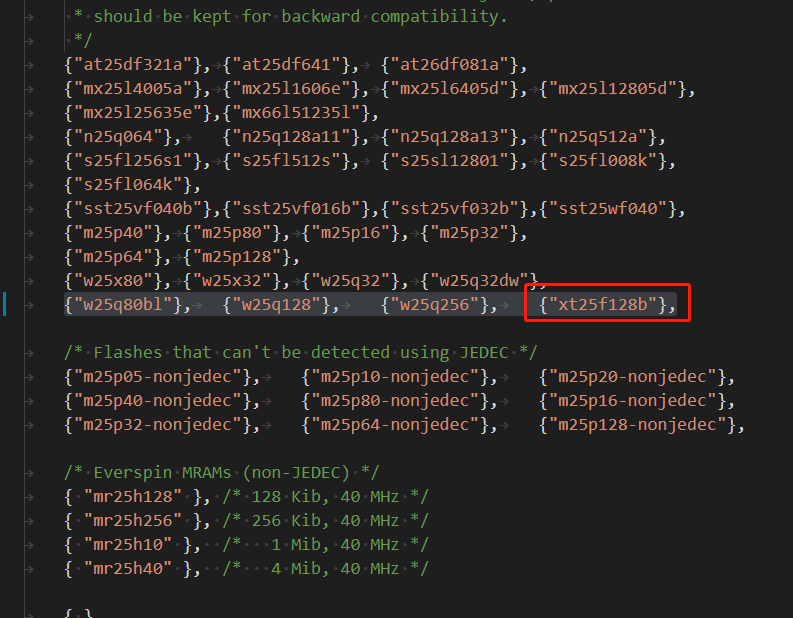 * should be kept for backward compatibility.
*/
{"at25df321a"}, {"at25df641"}, {"at26df081a"},
{"mx25l4005a"}, {"mx25l1606e"}, {"mx25l6405d"}, {"mx25l12805d"},
{"mx25l25635e"},{"mx66l51235l"},
{"n25q064"}, {"n25q128a11"}, {"n25q128a13"}, {"n25q512a"},
{"s25fl256s1"}, {"s25fl512s"}, {"s25sl12801"}, {"s25fl008k"},
{"s25fl064k"},
{"sst25vf040b"},{"sst25vf016b"},{"sst25vf032b"},{"sst25wf040"},
{"m25p40"}, {"m25p80"}, {"m25p16"}, {"m25p32"},
{"m25p64"}, {"m25p128"},
{"w25x80"}, {"w25x32"}, {"w25q32"}, {"w25q32dw"},
{"w25q80bl"}, {"w25q128"}, {"w25q256"}, {"xt25f128b"},
/* Flashes that can't be detected using JEDEC */
{"m25p05-nonjedec"}, {"m25p10-nonjedec"}, {"m25p20-nonjedec"},
{"m25p40-nonjedec"}, {"m25p80-nonjedec"}, {"m25p16-nonjedec"},
{"m25p32-nonjedec"}, {"m25p64-nonjedec"}, {"m25p128-nonjedec"},
/* Everspin MRAMs (non-JEDEC) */
{ "mr25h128" }, /* 128 Kib, 40 MHz */
{ "mr25h256" }, /* 256 Kib, 40 MHz */
{ "mr25h10" }, /* 1 Mib, 40 MHz */
{ "mr25h40" }, /* 4 Mib, 40 MHz */
{ }